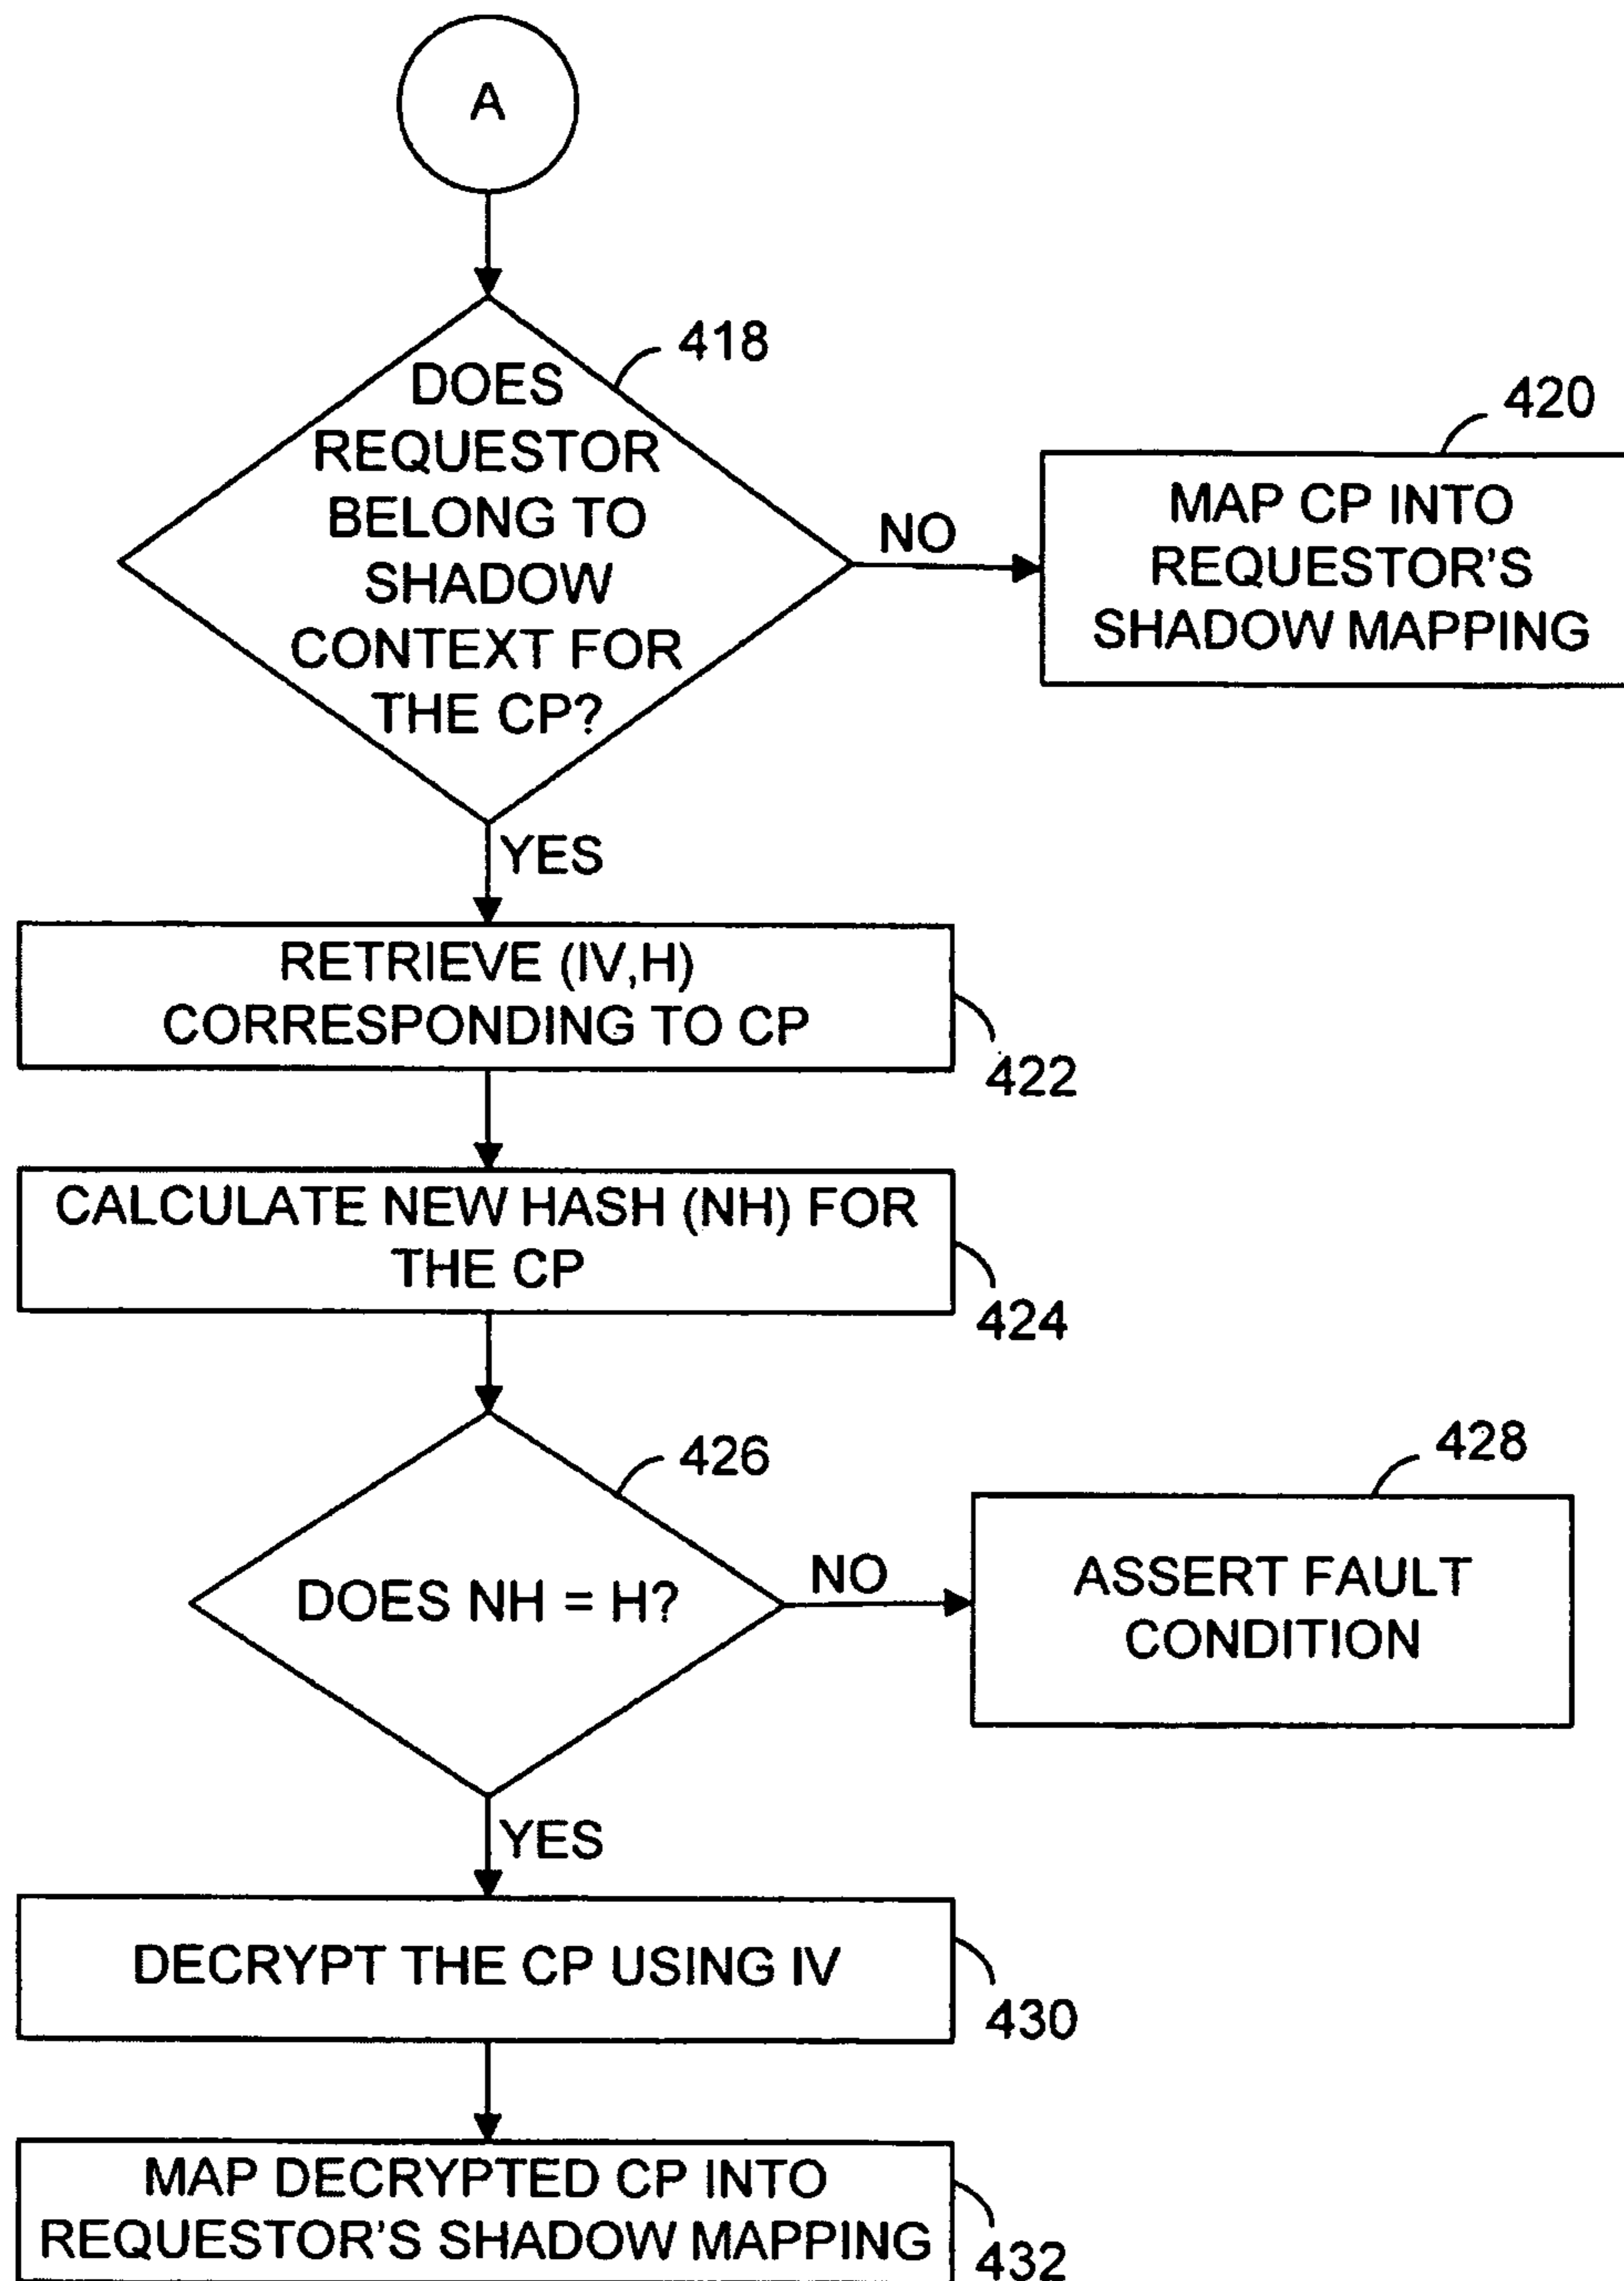 A
418
DOES
REQUESTOR
BELONG TO
SHADOW
CONTEXT FOR
THE CP?
NO
420
MAP CP INTO
REQUESTOR'S
SHADOW MAPPING
YES
RETRIEVE (IV,H)
CORRESPONDING TO CP
422
CALCULATE NEW HASH (NH) FOR
THE CP
424
426
DOES NH = H?
NO
428
ASSERT FAULT
CONDITION
YES
DECRYPT THE CP USING IV
430
MAP DECRYPTED CP INTO
REQUESTOR'S SHADOW MAPPING
432